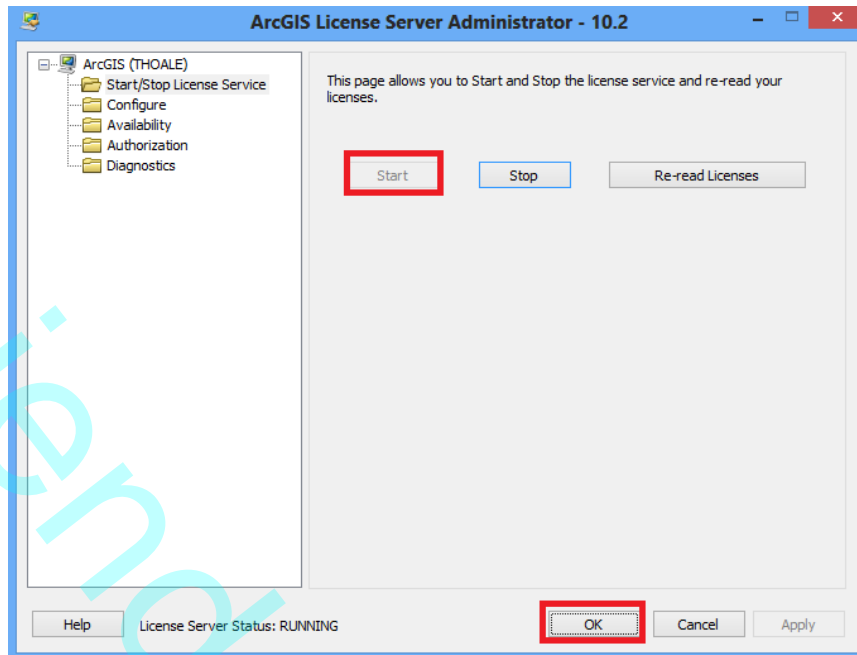 ArcGIS License Server Administrator - 10.2
ArcGIS (THOALE)
Start/Stop License Service
Configure
Availability
Authorization
Diagnostics
This page allows you to Start and Stop the license service and re-read your
licenses.
Start
Stop
Re-read Licenses
Help
License Server Status: RUNNING
OK
Cancel
Apply